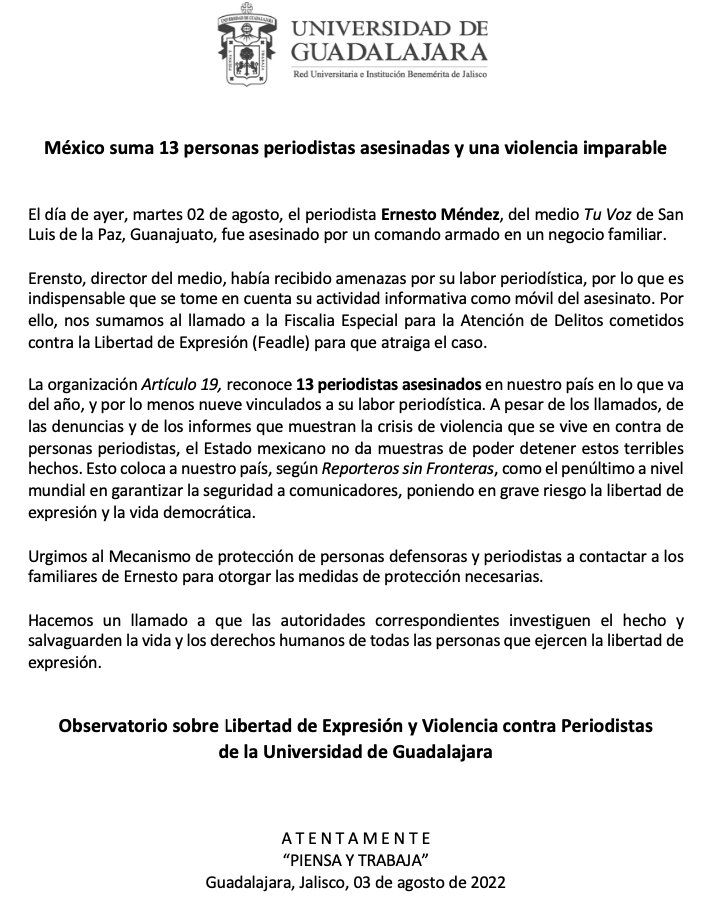 UNIVERSIDAD DE
GUADALAJARA
Red Universitaria e Institución Benemérita de Jalisco
PIENSA Y
TRABAJA
México suma 13 personas periodistas asesinadas y una violencia imparable
El día de ayer, martes 02 de agosto, el periodista Ernesto Méndez, del medio Tu Voz de San
Luis de la Paz, Guanajuato, fue asesinado por un comando armado en un negocio familiar.
Erensto, director del medio, había recibido amenazas por su labor periodística, por lo que es
indispensable que se tome en cuenta su actividad informativa como móvil del asesinato. Por
ello, nos sumamos al llamado a la Fiscalia Especial para la Atención de Delitos cometidos
contra la Libertad de Expresión (Feadle) para que atraiga el caso.
La organización Artículo 19, reconoce 13 periodistas asesinados en nuestro país en lo que va
del año, y por lo menos nueve vinculados a su labor periodística. A pesar de los llamados, de
las denuncias y de los informes que muestran la crisis de violencia que se vive en contra de
personas periodistas, el Estado mexicano no da muestras de poder detener estos terribles
hechos. Esto coloca a nuestro país, según Reporteros sin Fronteras, como el penúltimo a nivel
mundial en garantizar la seguridad a comunicadores, poniendo en grave riesgo la libertad de
expresión y la vida democrática.
Urgimos al Mecanismo de protección de personas defensoras y periodistas a contactar a los
familiares de Ernesto para otorgar las medidas de protección necesarias.
Hacemos un llamado a que las autoridades correspondientes investiguen el hecho y
salvaguarden la vida y los derechos humanos de todas las personas que ejercen la libertad de
expresión.
Observatorio sobre Libertad de Expresión y Violencia contra Periodistas
de la Universidad de Guadalajara
A T E N T A M E N T E
“PIENSA Y TRABAJA”
Guadalajara, Jalisco, 03 de agosto de 2022